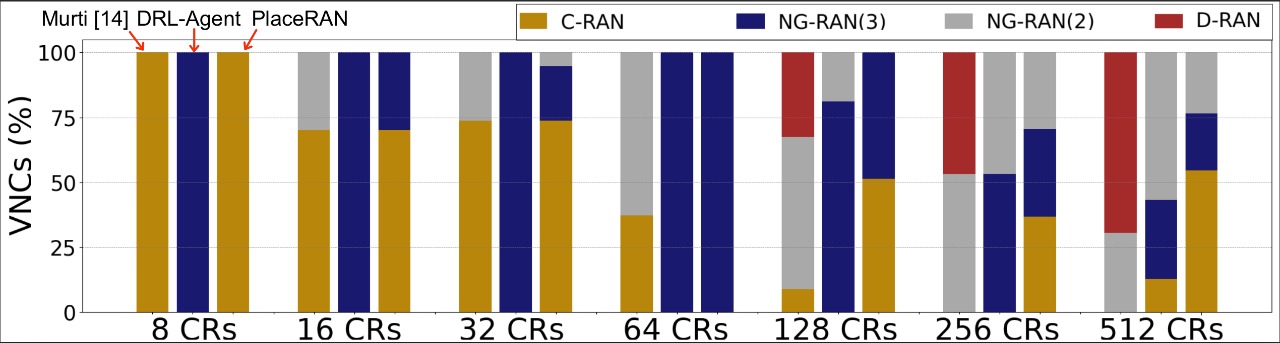 Murti [14] DRL-Agent PlaceRAN
C-RAN NG-RAN(3) NG-RAN(2) D-RAN
VNCs (%)
100
75
50
25
0
8 CRs 16 CRs 32 CRs 64 CRs 128 CRs 256 CRs 512 CRs